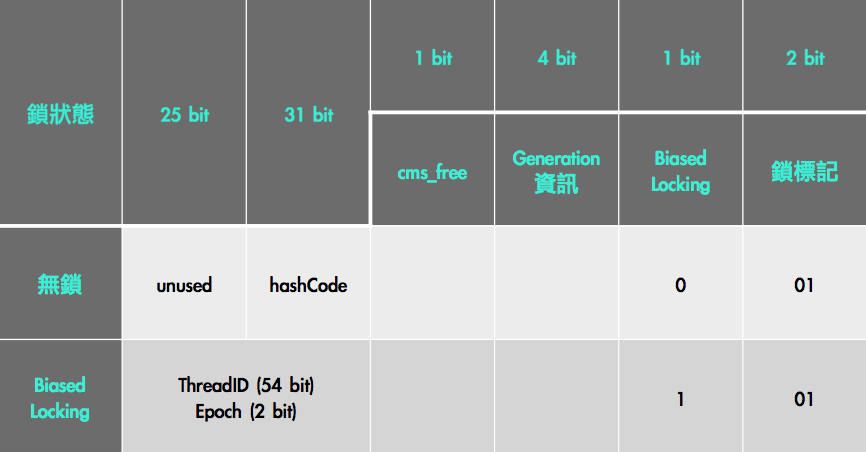 鎖狀態
25 bit
31 bit
1 bit
4 bit
1 bit
2 bit
cms_free
Generation
資訊
Biased
Locking
鎖標記
無鎖
unused
hashCode
0
01
Biased
Locking
ThreadID (54 bit)
Epoch (2 bit)
1
01